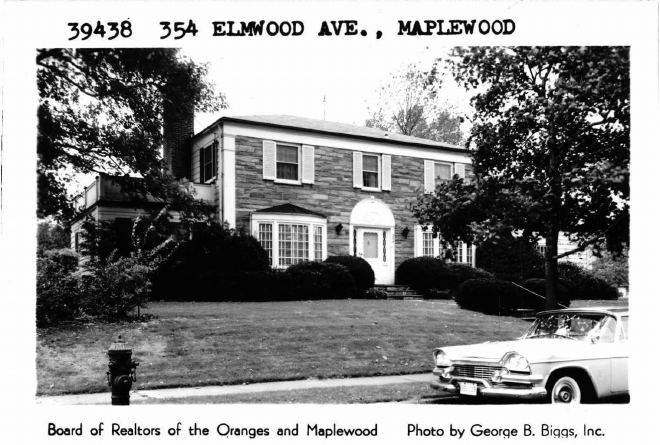 39438 354 ELMWOOD AVE., MAPLEWOOD
Board of Realtors of the Oranges and Maplewood Photo by George B. Biggs, Inc.